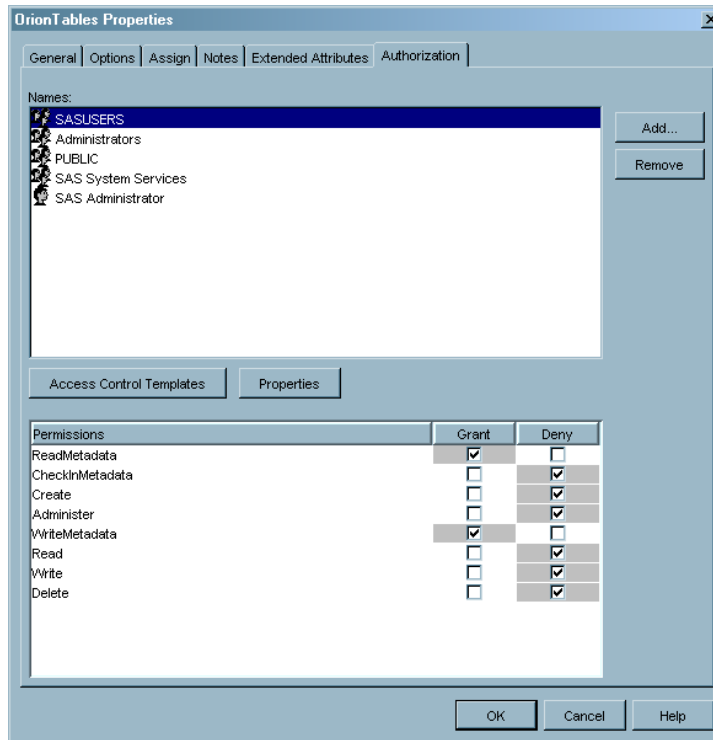 OrionTables Properties
General Options Assign Notes Extended Attributes Authorization
Names:
SASUSERS
Administrators
PUBLIC
SAS System Services
SAS Administrator
Add...
Remove
Access Control Templates Properties
Permissions Grant Deny
ReadMetadata
CheckInMetadata
Create
Administer
WriteMetadata
Read
Write
Delete
OK Cancel Help